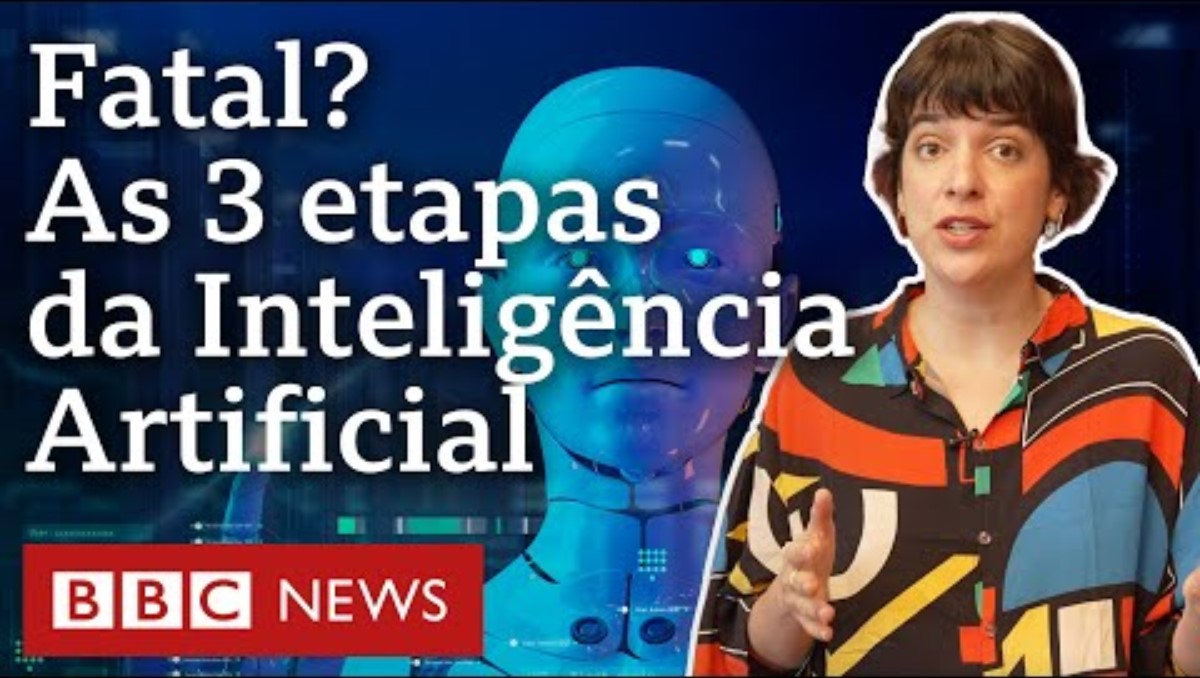 Fatal?
As 3 etapas
da Inteligência
Artificial
BBC NEWS